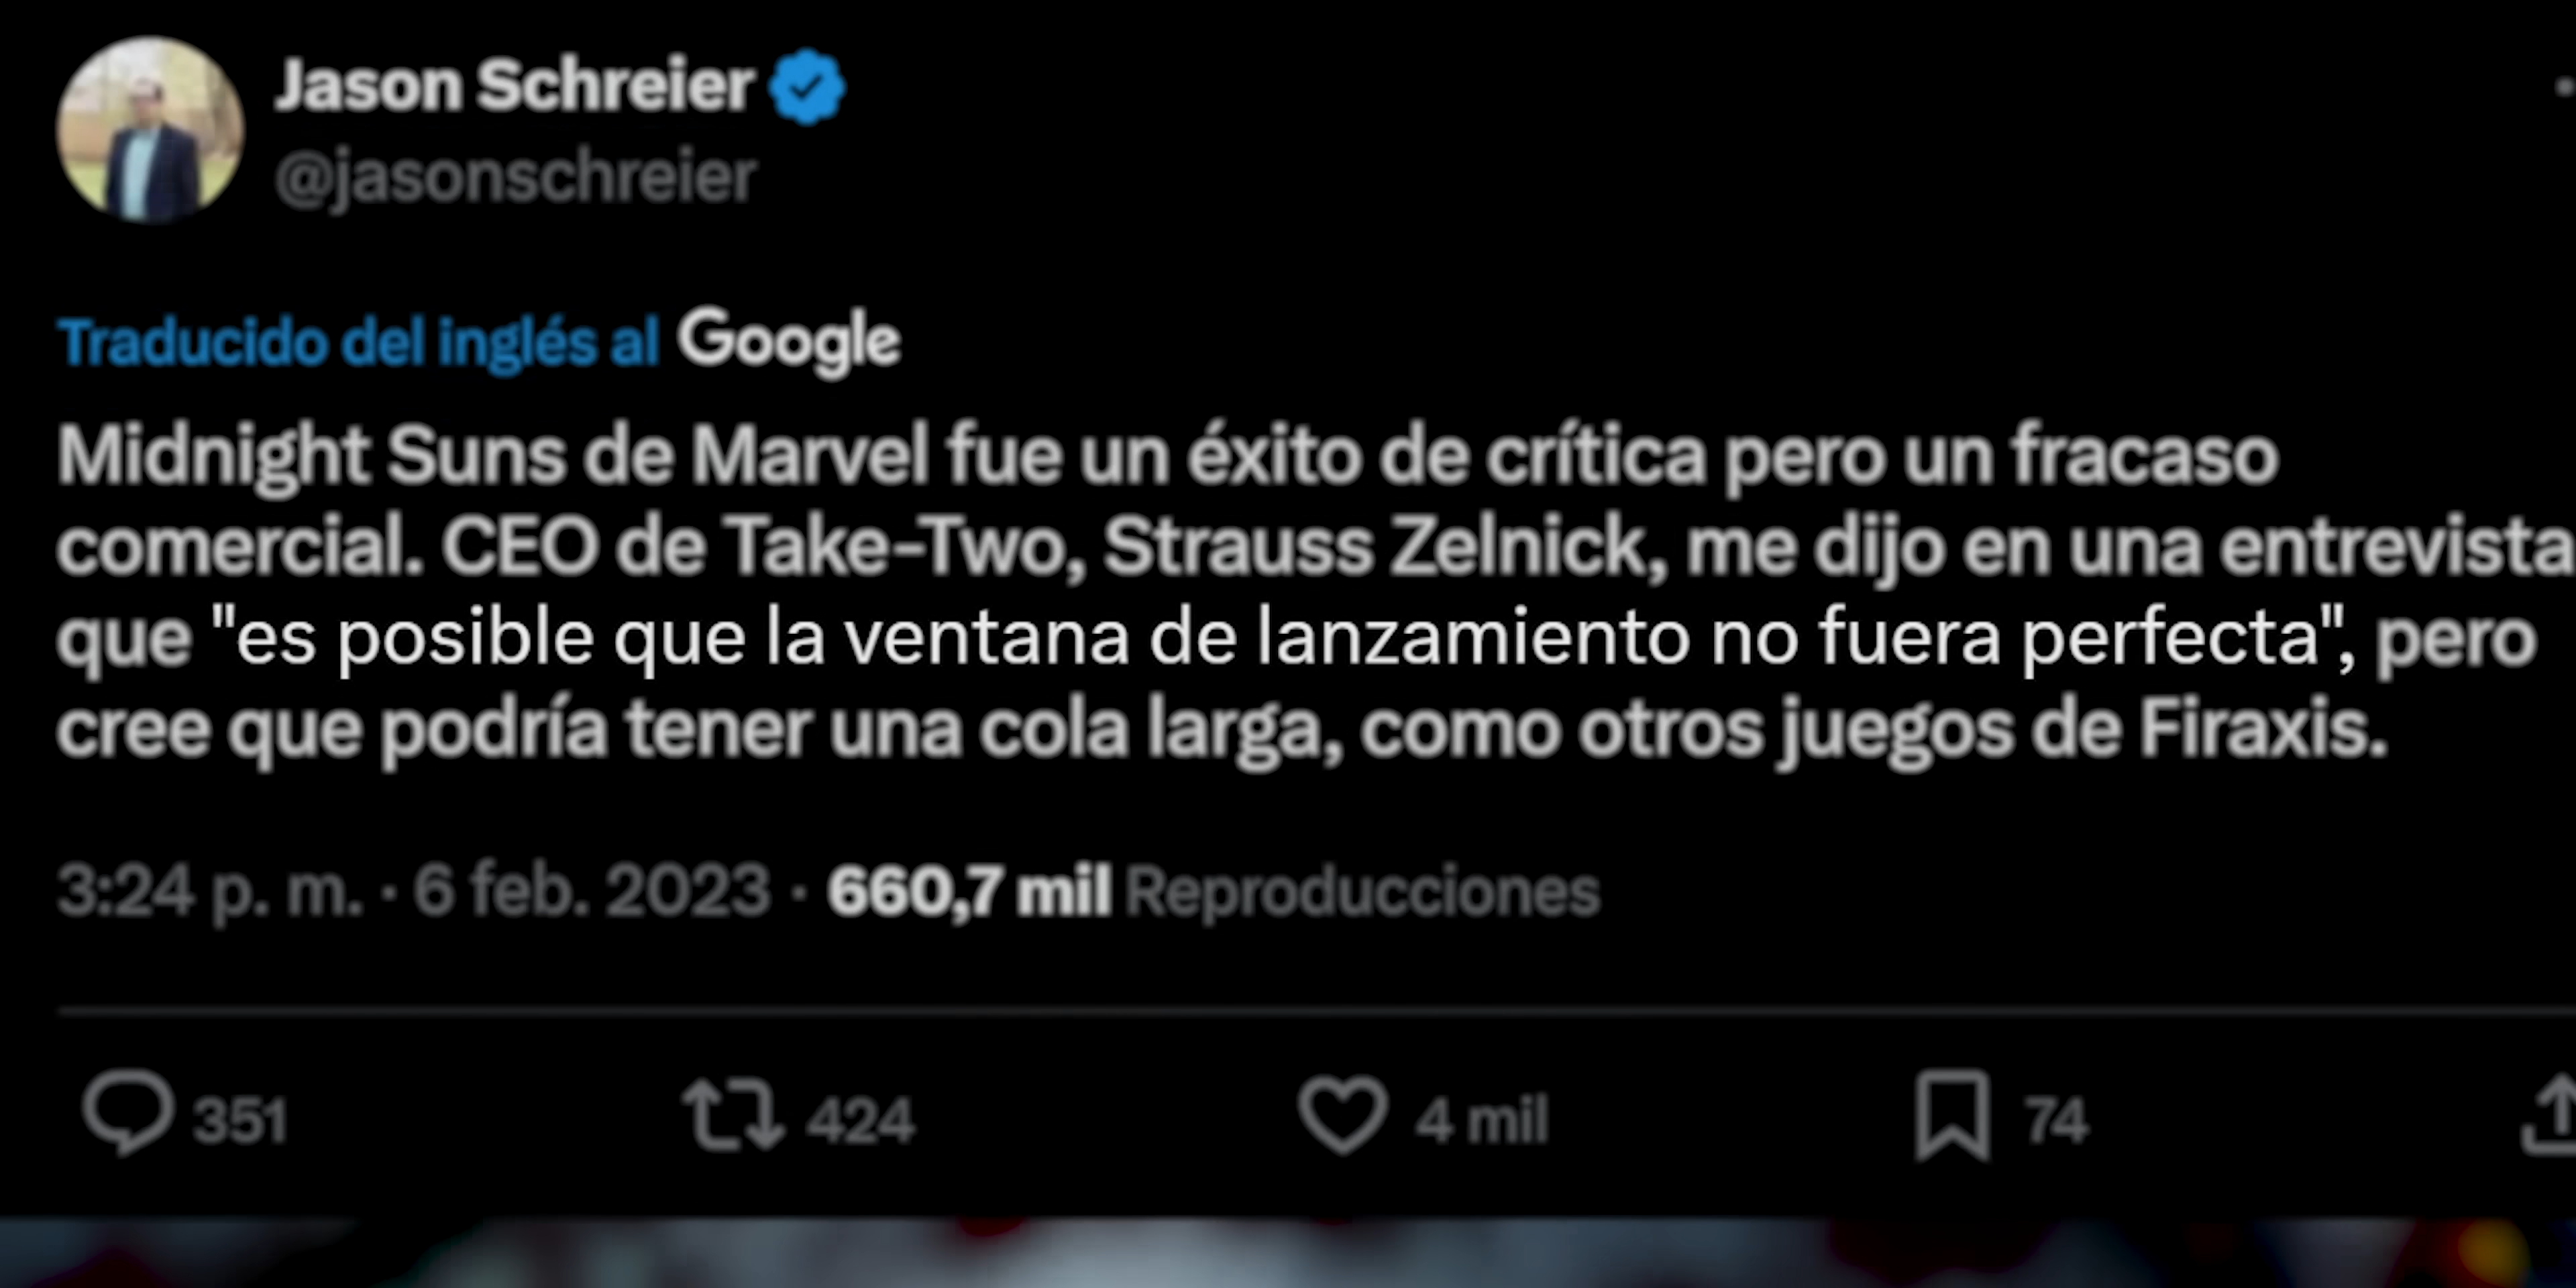 Jason Schreier
@jasonschreier
Traducido del inglés al Google
Midnight Suns de Marvel fue un éxito de crítica pero un fracaso
comercial. CEO de Take-Two, Strauss Zelnick, me dijo en una entrevista
que "es posible que la ventana de lanzamiento no fuera perfecta", pero
cree que podría tener una cola larga, como otros juegos de Firaxis.
3:24 p. m. · 6 feb. 2023 · 660,7 mil Reproducciones
351 424 4 mil 74